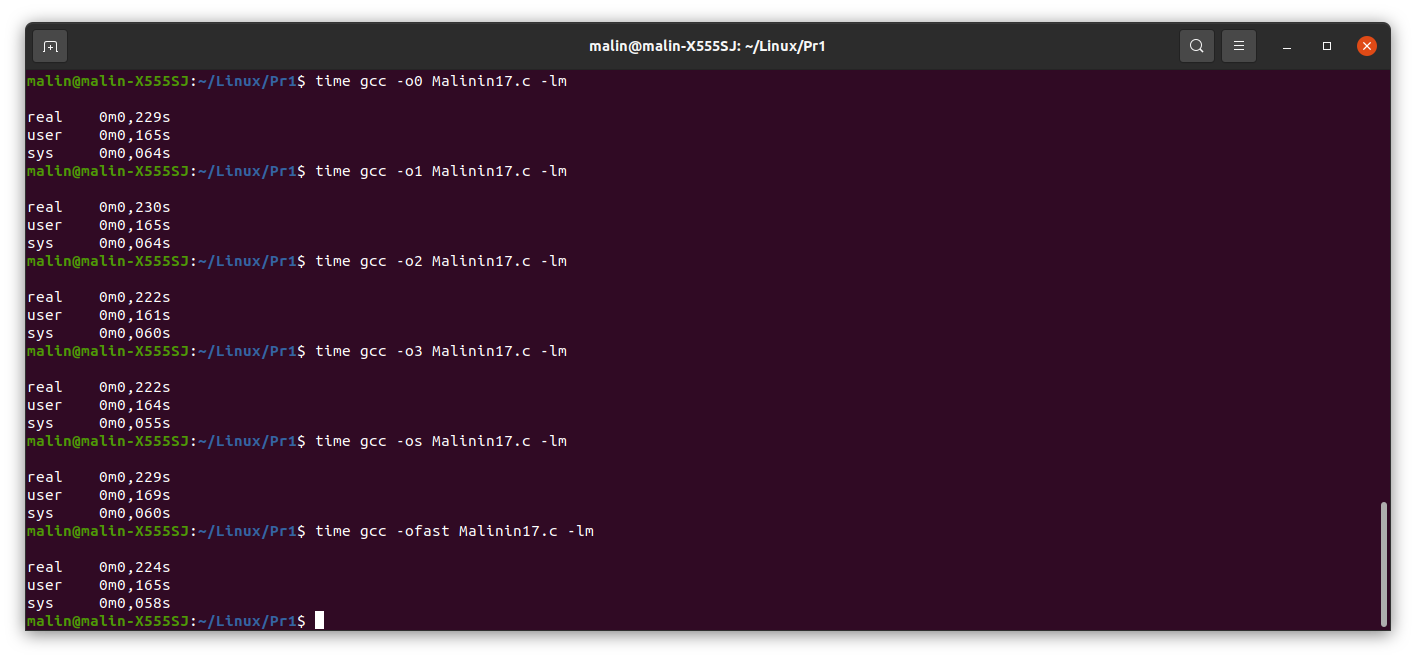 malin@malin-X555SJ: ~/Linux/Pr1
malin@malin-X555SJ:~/Linux/Pr1$ time gcc -o0 Malinin17.c -lm
real 0m0,229s
user 0m0,165s
sys 0m0,064s
malin@malin-X555SJ:~/Linux/Pr1$ time gcc -o1 Malinin17.c -lm
real 0m0,230s
user 0m0,165s
sys 0m0,064s
malin@malin-X555SJ:~/Linux/Pr1$ time gcc -o2 Malinin17.c -lm
real 0m0,222s
user 0m0,161s
sys 0m0,060s
malin@malin-X555SJ:~/Linux/Pr1$ time gcc -o3 Malinin17.c -lm
real 0m0,222s
user 0m0,164s
sys 0m0,055s
malin@malin-X555SJ:~/Linux/Pr1$ time gcc -os Malinin17.c -lm
real 0m0,229s
user 0m0,169s
sys 0m0,060s
malin@malin-X555SJ:~/Linux/Pr1$ time gcc -ofast Malinin17.c -lm
real 0m0,224s
user 0m0,165s
sys 0m0,058s
malin@malin-X555SJ:~/Linux/Pr1$